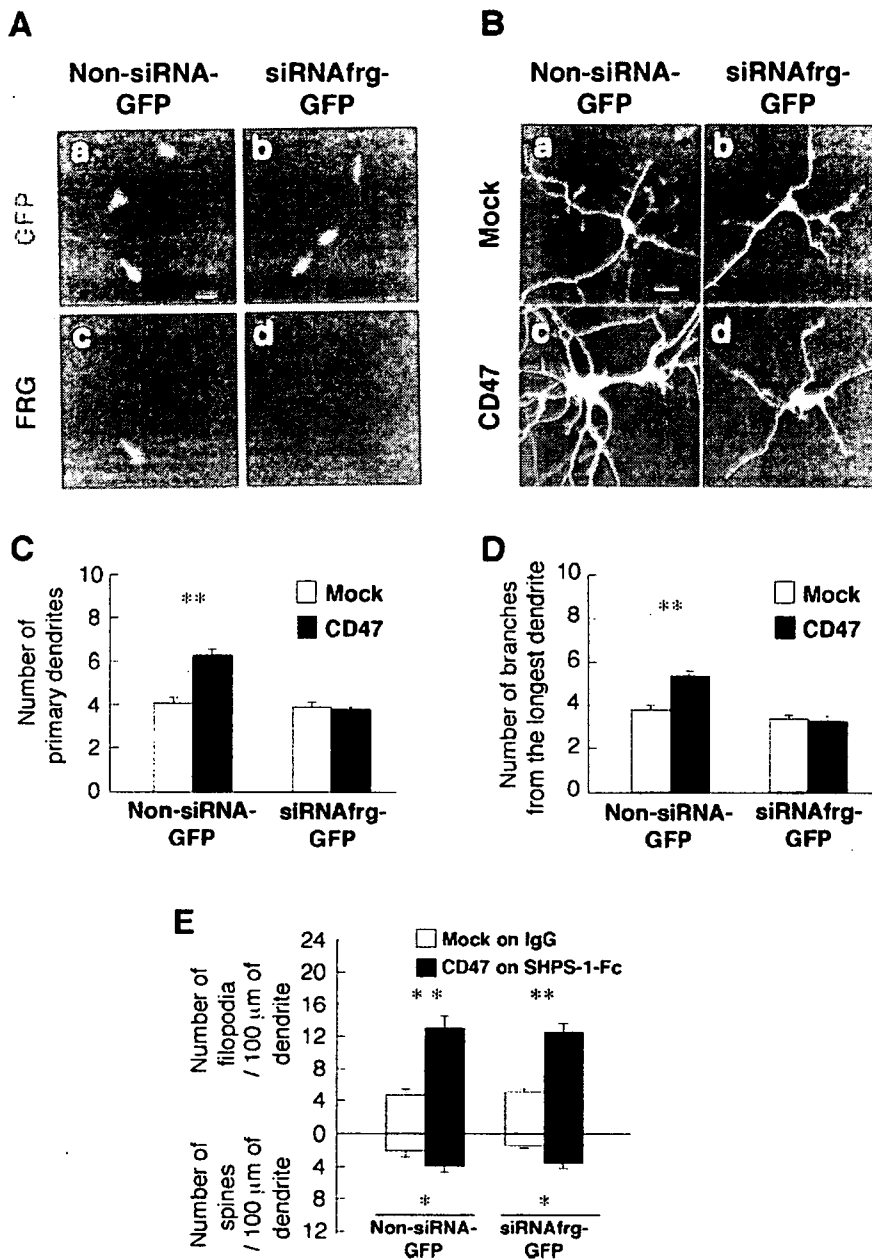 A
Non-siRNA-
GFP
siRNAfrg-
GFP
GFP
a
b
FRG
c
d
B
Non-siRNA-
GFP
siRNAfrg-
GFP
Mock
a
b
CD47
c
d
C
Number of
primary dendrites
10
8
6
4
2
0
**
Mock
CD47
Non-siRNA-
GFP
siRNAfrg-
GFP
D
Number of branches
from the longest dendrite
10
8
6
4
2
0
**
Mock
CD47
Non-siRNA-
GFP
siRNAfrg-
GFP
E
Number of
filopodia
/ 100 µm of
dendrite
Number of
spines
/ 100 µm of
dendrite
24
20
16
12
8
4
0
4
8
12
Mock on IgG
CD47 on SHPS-1-Fc
**
**
*
*
Non-siRNA-
GFP
siRNAfrg-
GFP